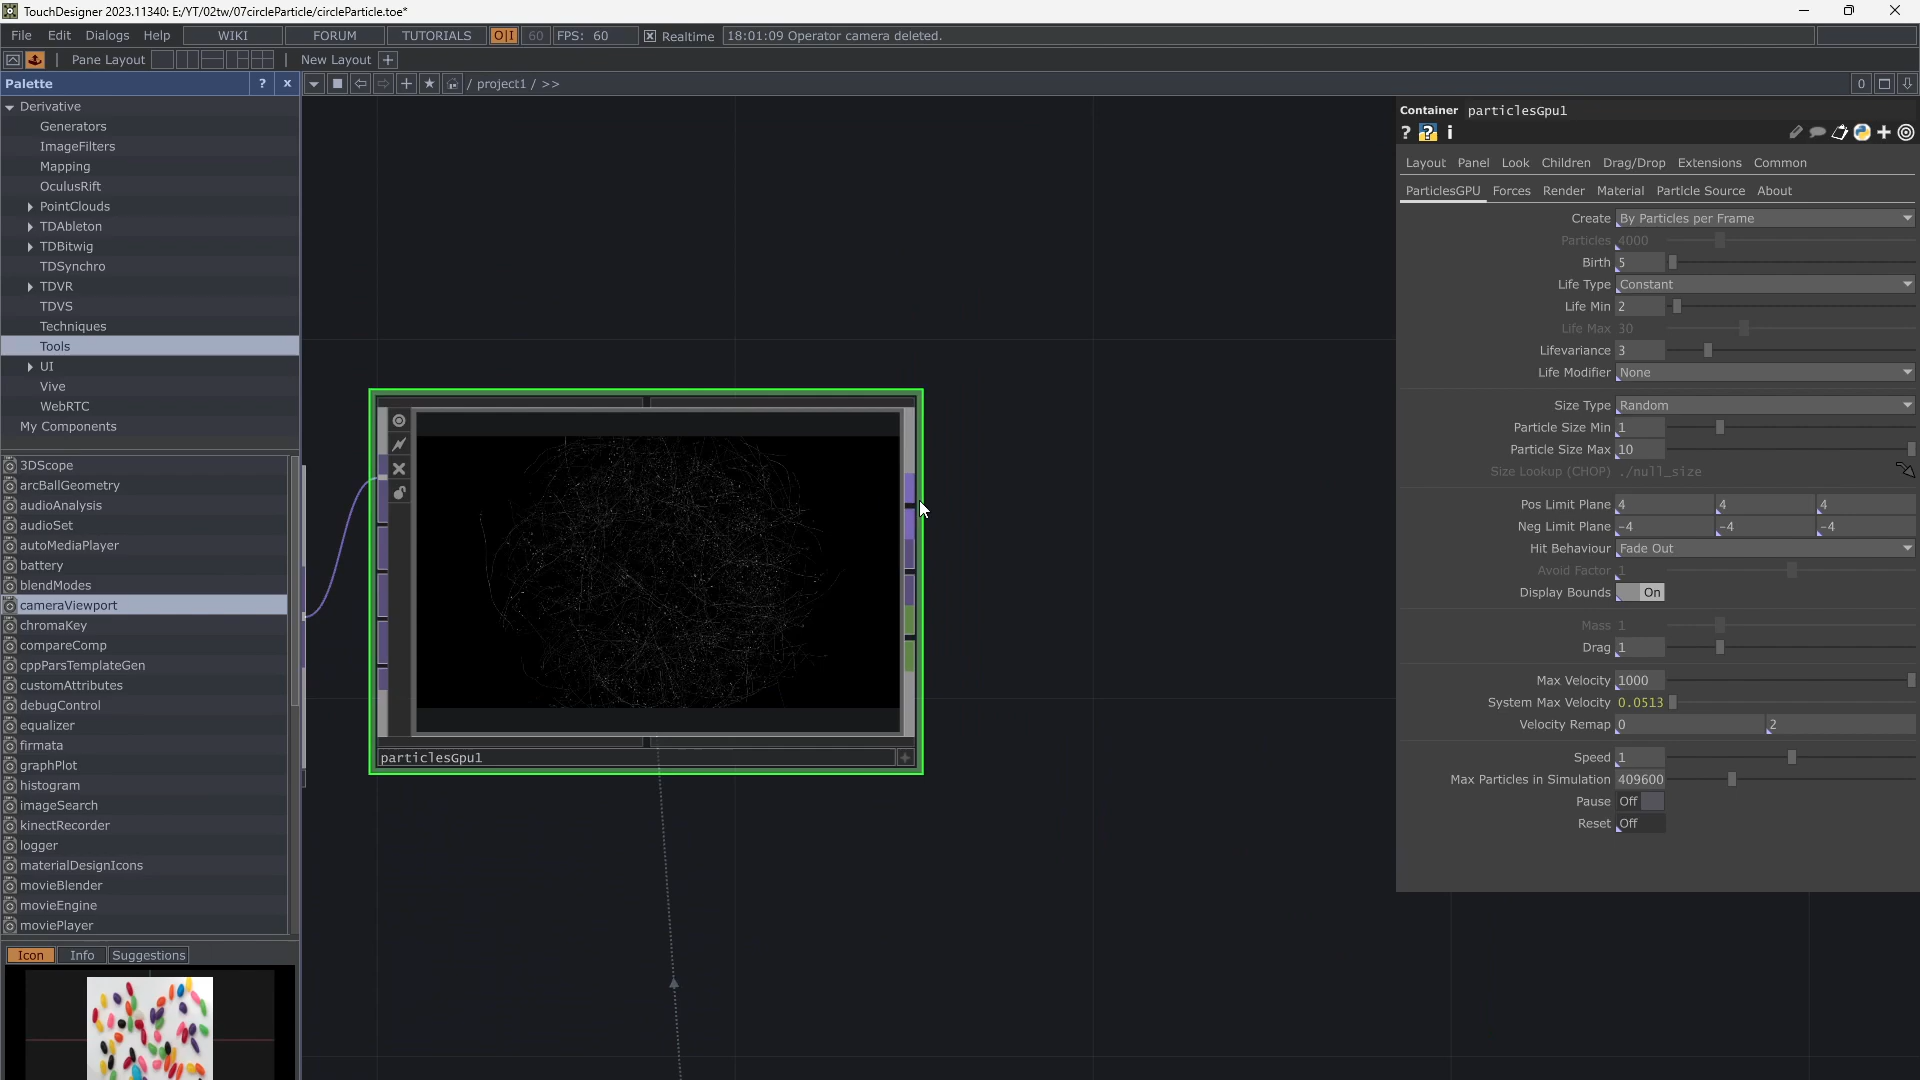 TouchDesigner 2023.11340: E:/YT/02tw/07circleParticle/circleParticle.toe*
File Edit Dialogs Help WIKI FORUM TUTORIALS O|I 60 FPS: 60 Realtime 18:01:09 Operator camera deleted.
Pane Layout New Layout +
Palette ? x / project1 / >> 0
Derivative
Generators
ImageFilters
Mapping
OculusRift
PointClouds
TDAbleton
TDBitwig
TDSynchro
TDVR
TDVS
Techniques
Tools
UI
Vive
WebRTC
My Components
3DScope
arcBallGeometry
audioAnalysis
audioSet
autoMediaPlayer
battery
blendModes
cameraViewport
chromaKey
compareComp
cppParsTemplateGen
customAttributes
debugControl
equalizer
firmata
graphPlot
histogram
imageSearch
kinectRecorder
logger
materialDesignIcons
movieBlender
movieEngine
moviePlayer
Icon Info Suggestions
particlesGpu1
Container particlesGpu1
? ? i
Layout Panel Look Children Drag/Drop Extensions Common
ParticlesGPU Forces Render Material Particle Source About
Create By Particles per Frame
Particles 4000
Birth 5
Life Type Constant
Life Min 2
Life Max 30
Lifevariance 3
Life Modifier None
Size Type Random
Particle Size Min 1
Particle Size Max 10
Size Lookup (CHOP) ./null_size
Pos Limit Plane 4 4 4
Neg Limit Plane -4 -4 -4
Hit Behaviour Fade Out
Avoid Factor 1
Display Bounds On
Mass 1
Drag 1
Max Velocity 1000
System Max Velocity 0.0513
Velocity Remap 0 2
Speed 1
Max Particles in Simulation 409600
Pause Off
Reset Off